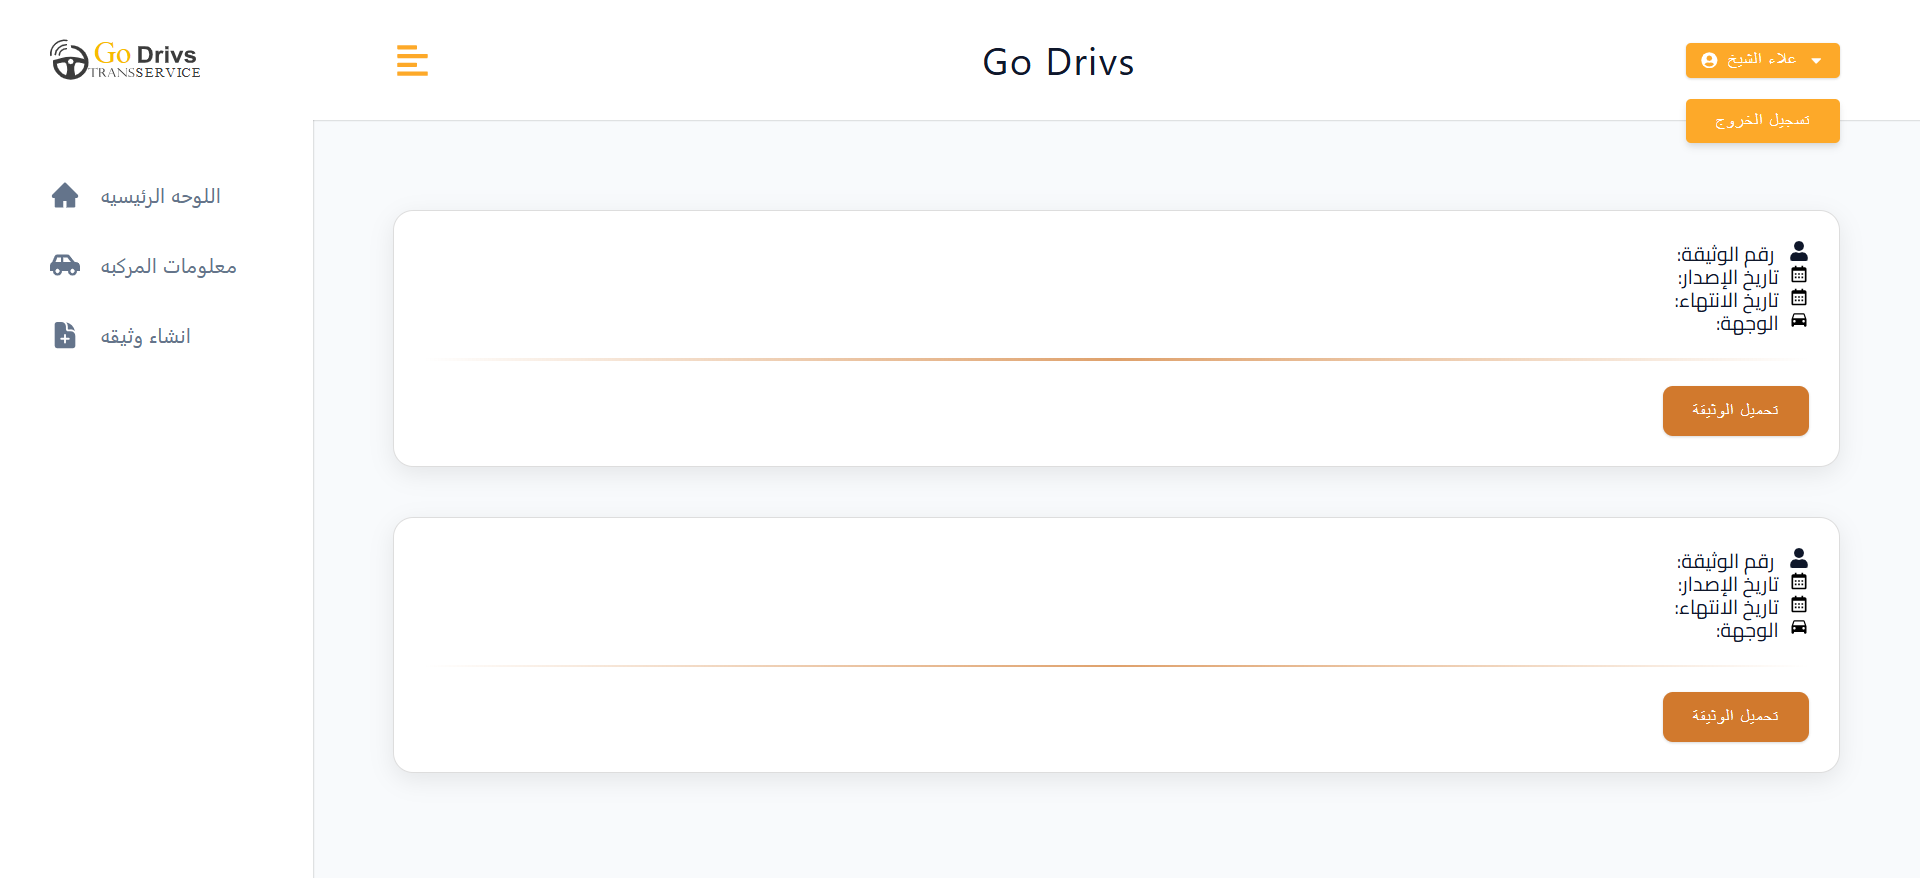 Go Drivs
TRANSSERVICE
Go Drivs
علاء الشيخ
تسجيل الخروج
اللوحه الرئيسيه
معلومات المركبه
انشاء وثيقه
رقم الوثيقة:
تاريخ الإصدار:
تاريخ الانتهاء:
الوجهة:
تحميل الوثيقة
رقم الوثيقة:
تاريخ الإصدار:
تاريخ الانتهاء:
الوجهة:
تحميل الوثيقة